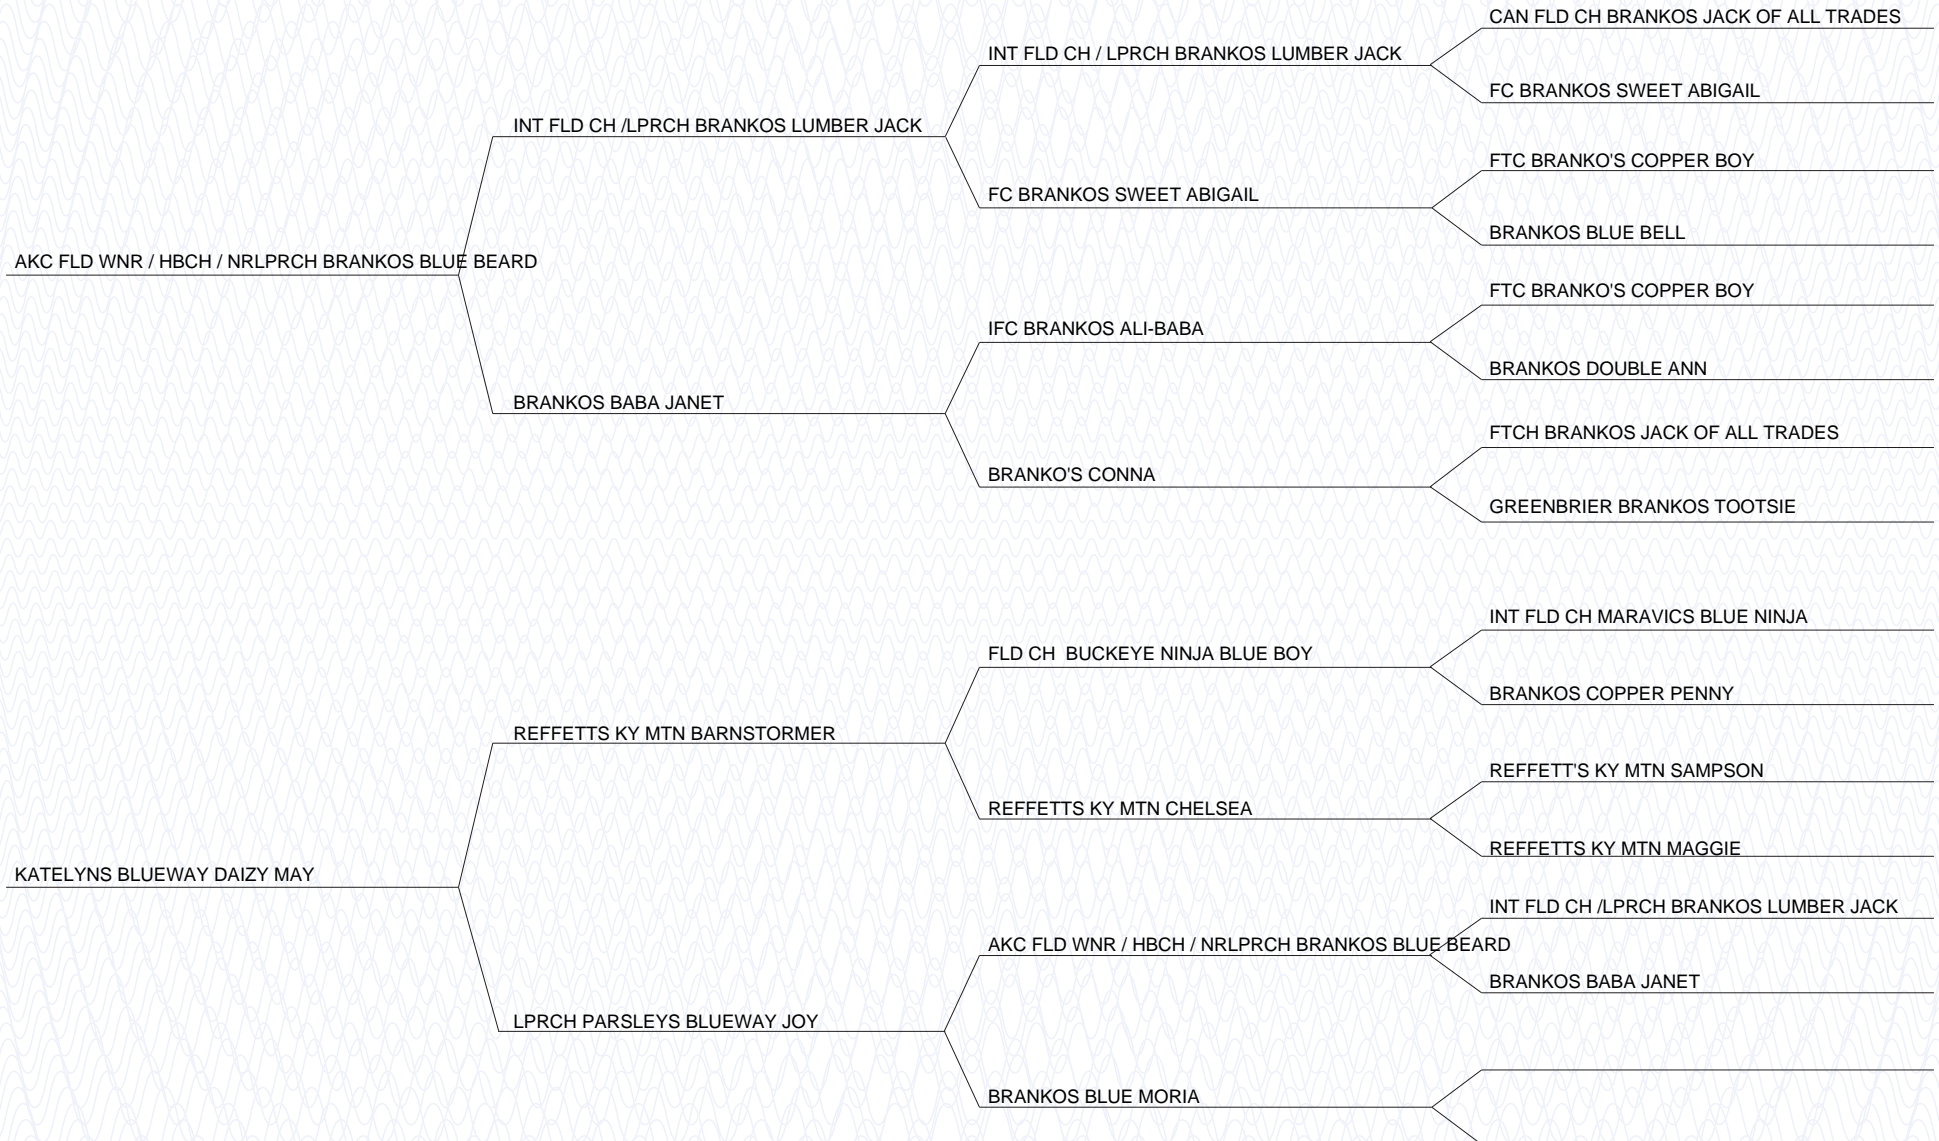 CAN FLD CH BRANKOS JACK OF ALL TRADES
INT FLD CH / LPRCH BRANKOS LUMBER JACK
FC BRANKOS SWEET ABIGAIL
INT FLD CH /LPRCH BRANKOS LUMBER JACK
FTC BRANKO'S COPPER BOY
FC BRANKOS SWEET ABIGAIL
BRANKOS BLUE BELL
AKC FLD WNR / HBCH / NRLPRCH BRANKOS BLUE BEARD
FTC BRANKO'S COPPER BOY
IFC BRANKOS ALI-BABA
BRANKOS DOUBLE ANN
BRANKOS BABA JANET
FTCH BRANKOS JACK OF ALL TRADES
BRANKO'S CONNA
GREENBRIER BRANKOS TOOTSIE
INT FLD CH MARAVICS BLUE NINJA
FLD CH  BUCKEYE NINJA BLUE BOY
BRANKOS COPPER PENNY
REFFETTS KY MTN BARNSTORMER
REFFETT'S KY MTN SAMPSON
REFFETTS KY MTN CHELSEA
REFFETTS KY MTN MAGGIE
KATELYNS BLUEWAY DAIZY MAY
INT FLD CH /LPRCH BRANKOS LUMBER JACK
AKC FLD WNR / HBCH / NRLPRCH BRANKOS BLUE BEARD
BRANKOS BABA JANET
LPRCH PARSLEYS BLUEWAY JOY
BRANKOS BLUE MORIA